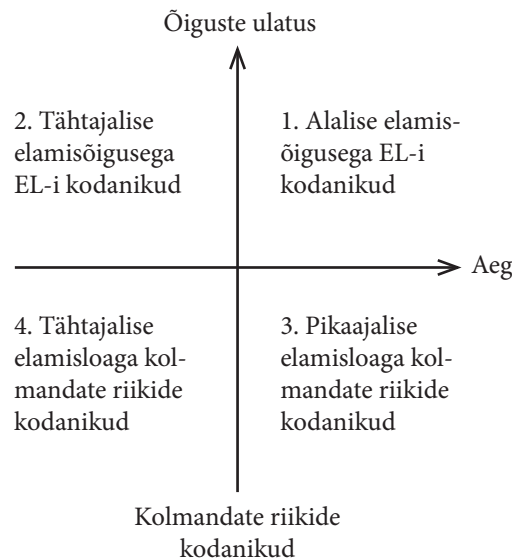 Õiguste ulatus
2. Tähtajalise
elamisõigusega
EL-i kodanikud
1. Alalise elamis-
õigusega EL-i
kodanikud
Aeg
4. Tähtajalise
elamisloaga kol-
mandate riikide
kodanikud
3. Pikaajalise
elamisloaga kol-
mandate riikide
kodanikud
Kolmandate riikide
kodanikud